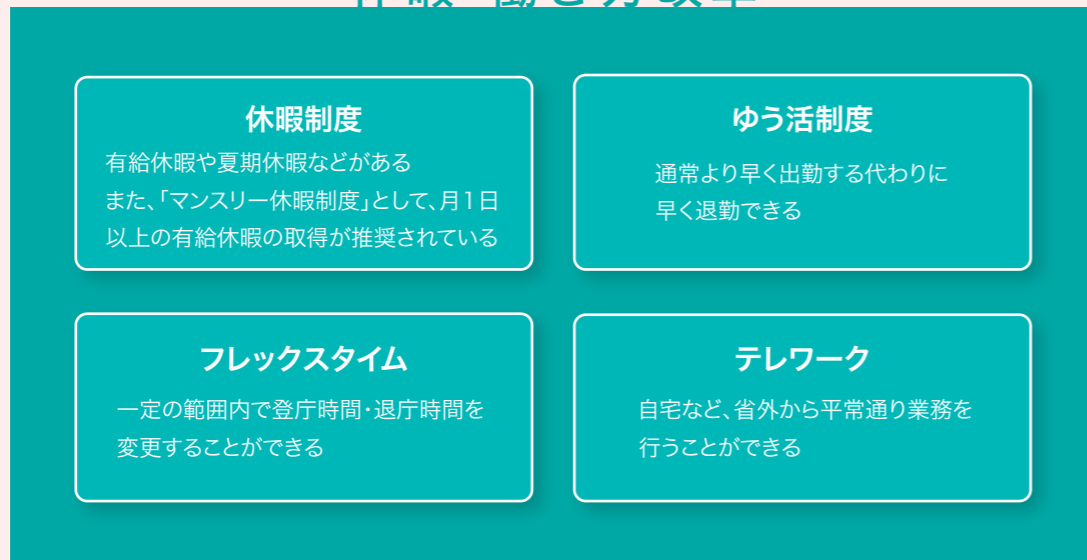 休暇制度
有給休暇や夏期休暇などがある
また、「マンスリー休暇制度」として、月1日
以上の有給休暇の取得が推奨されている
ゆう活制度
通常より早く出勤する代わりに
早く退勤できる
フレックスタイム
一定の範囲内で登庁時間・退庁時間を
変更することができる
テレワーク
自宅など、省外から平常通り業務を
行うことができる